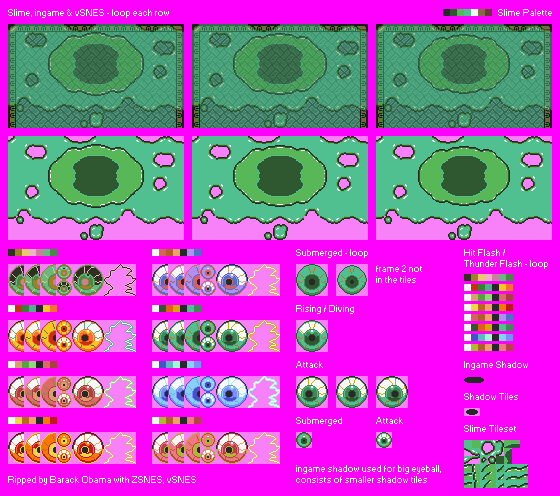 Slime, ingame & vSNES - loop each row
Slime Palette
Submerged - loop
frame 2 not
in the tiles
Hit Flash /
Thunder Flash - loop
Rising / Diving
Attack
Ingame Shadow
Shadow Tiles
Submerged
Attack
Slime Tileset
ingame shadow used for big eyeball,
consists of smaller shadow tiles
Ripped by Barack Obama with ZSNES, vSNES